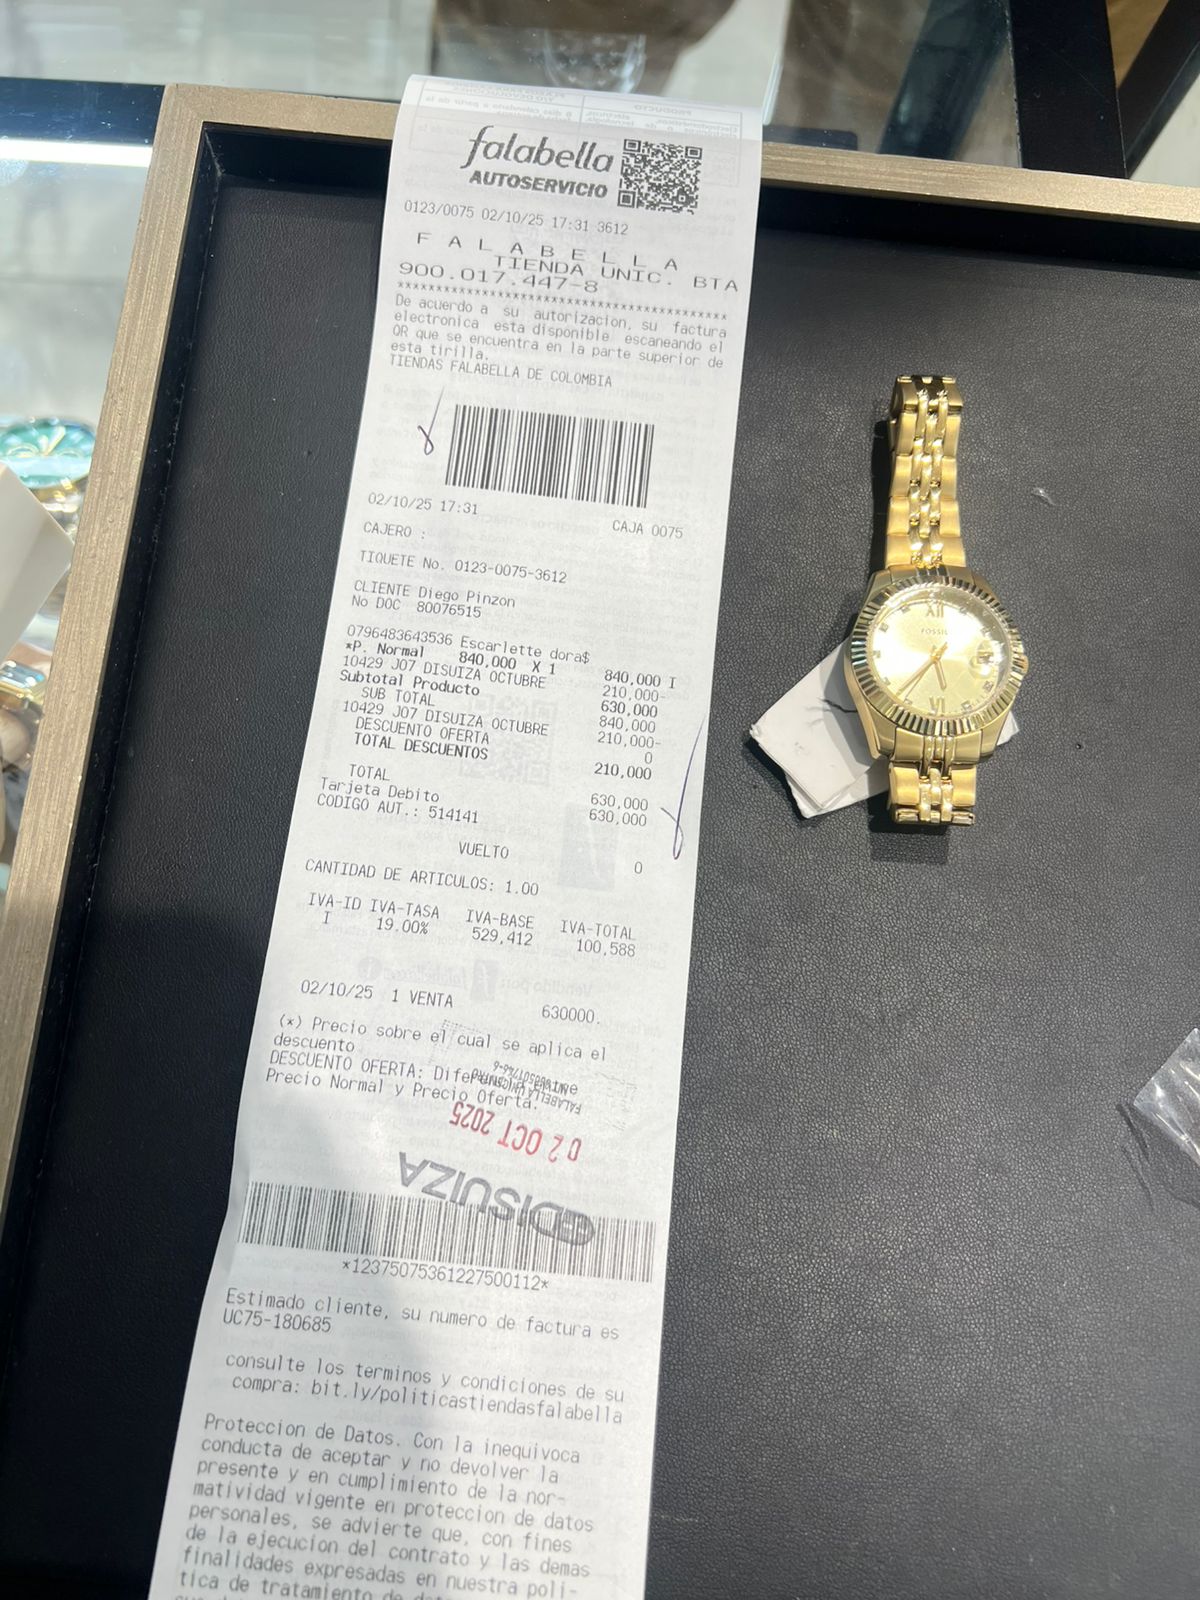 falabella
AUTOSERVICIO
0123/0075 02/10/25 17:31 3612
F A L A B E L L A
TIENDA UNIC. BTA
900.017.447-8
******************************************
De acuerdo a su autorizacion, su factura
electronica esta disponible escaneando el
QR que se encuentra en la parte superior de
esta tirilla.
TIENDAS FALABELLA DE COLOMBIA
02/10/25 17:31 CAJA 0075
CAJERO :
TIQUETE No. 0123-0075-3612
CLIENTE Diego Pinzon
No DOC 80076515
0796483643536 Escarlette dora$ 840,000 I
*P. Normal 840,000 X 1
10429 J07 DISUIZA OCTUBRE 210,000-
Subtotal Producto 630,000
SUB TOTAL 840,000
10429 J07 DISUIZA OCTUBRE 210,000-
DESCUENTO OFERTA 0
TOTAL DESCUENTOS 210,000
TOTAL 630,000
Tarjeta Debito 630,000
CODIGO AUT.: 514141
VUELTO 0
CANTIDAD DE ARTICULOS: 1.00
IVA-ID IVA-TASA IVA-BASE IVA-TOTAL
I 19.00% 529,412 100,588
02/10/25 1 VENTA 630000.
(*) Precio sobre el cual se aplica el
descuento
DESCUENTO OFERTA: Diferencia entre
Precio Normal y Precio Oferta.
FALABELLA UNICENTRO
02 OCT 2025
DISUIZA
*12375075361227500112*
Estimado cliente, su numero de factura es
UC75-180685
consulte los terminos y condiciones de su
compra: bit.ly/politicastiendasfalabella
Proteccion de Datos. Con la inequivoca
conducta de aceptar y no devolver la
presente y en cumplimiento de la nor-
matividad vigente en proteccion de datos
personales, se advierte que, con fines
de la ejecucion del contrato y las demas
finalidades expresadas en nuestra poli-
tica de tratamiento de
FOSSIL
XII
VI